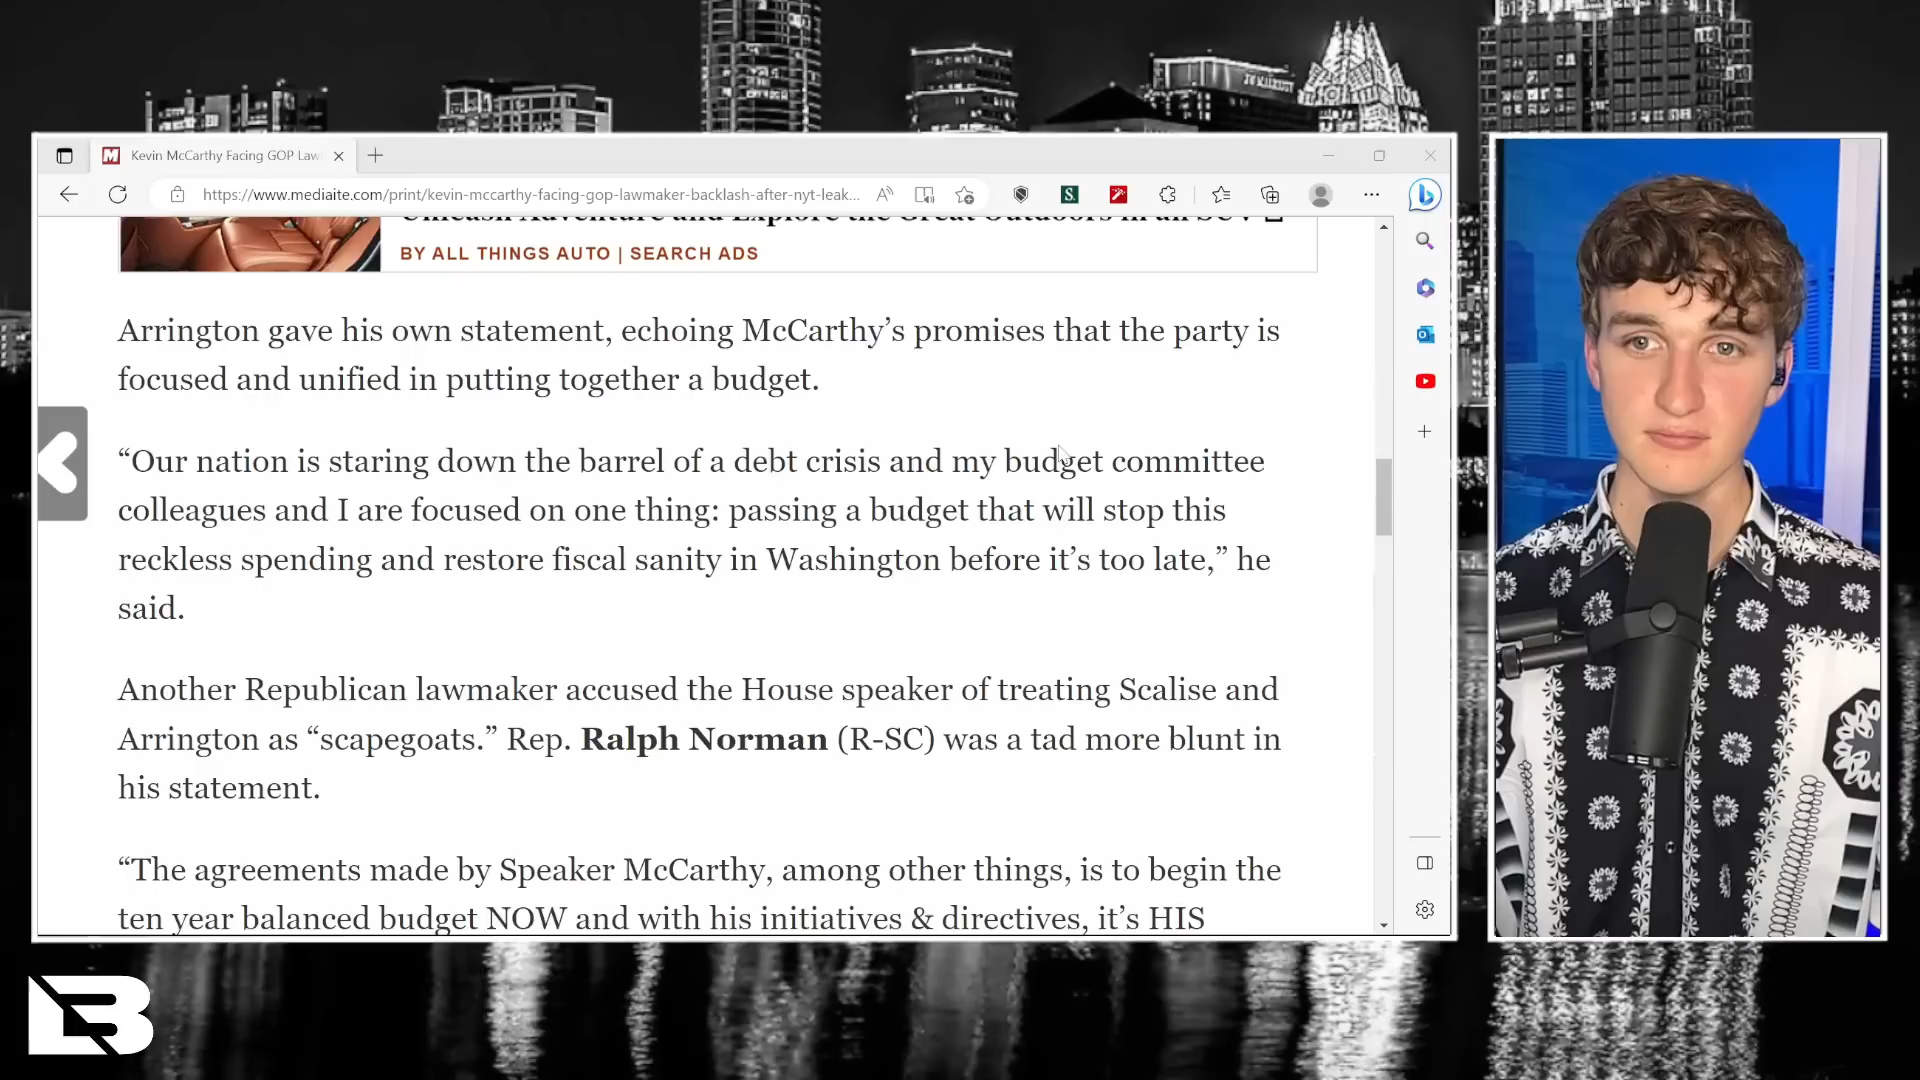 Kevin McCarthy Facing GOP Law
https://www.mediaite.com/print/kevin-mccarthy-facing-gop-lawmaker-backlash-after-nyt-leak...
Unleash Adventure and Explore the Great Outdoors in an SUV
BY ALL THINGS AUTO | SEARCH ADS
Arrington gave his own statement, echoing McCarthy’s promises that the party is
focused and unified in putting together a budget.
“Our nation is staring down the barrel of a debt crisis and my budget committee
colleagues and I are focused on one thing: passing a budget that will stop this
reckless spending and restore fiscal sanity in Washington before it’s too late,” he
said.
Another Republican lawmaker accused the House speaker of treating Scalise and
Arrington as “scapegoats.” Rep. Ralph Norman (R-SC) was a tad more blunt in
his statement.
“The agreements made by Speaker McCarthy, among other things, is to begin the
ten year balanced budget NOW and with his initiatives & directives, it’s HIS